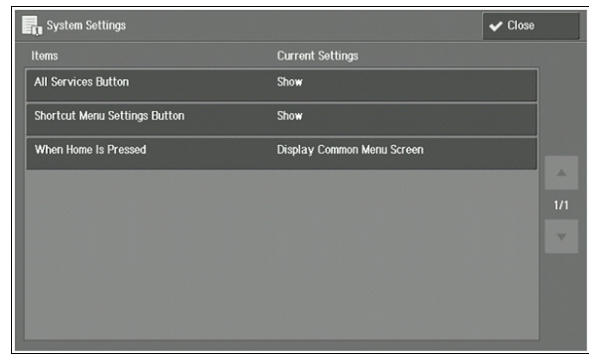 System Settings
Close
Items Current Settings
All Services Button Show
Shortcut Menu Settings Button Show
When Home Is Pressed Display Common Menu Screen
1/1